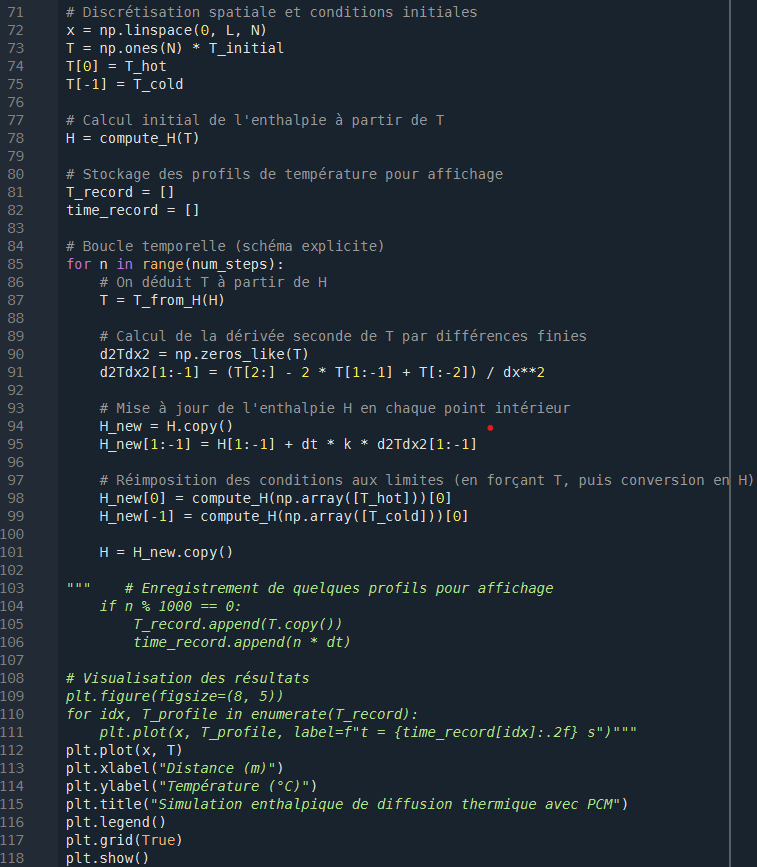 71 # Discrétisation spatiale et conditions initiales
72 x = np.linspace(0, L, N)
73 T = np.ones(N) * T_initial
74 T[0] = T_hot
75 T[-1] = T_cold
76
77 # Calcul initial de l'enthalpie à partir de T
78 H = compute_H(T)
79
80 # Stockage des profils de température pour affichage
81 T_record = []
82 time_record = []
83
84 # Boucle temporelle (schéma explicite)
85 for n in range(num_steps):
86     # On déduit T à partir de H
87     T = T_from_H(H)
88
89     # Calcul de la dérivée seconde de T par différences finies
90     d2Tdx2 = np.zeros_like(T)
91     d2Tdx2[1:-1] = (T[2:] - 2 * T[1:-1] + T[:-2]) / dx**2
92
93     # Mise à jour de l'enthalpie H en chaque point intérieur
94     H_new = H.copy()
95     H_new[1:-1] = H[1:-1] + dt * k * d2Tdx2[1:-1]
96
97     # Réimposition des conditions aux limites (en forçant T, puis conversion en H)
98     H_new[0] = compute_H(np.array([T_hot]))[0]
99     H_new[-1] = compute_H(np.array([T_cold]))[0]
100
101     H = H_new.copy()
102
103 """    # Enregistrement de quelques profils pour affichage
104     if n % 1000 == 0:
105         T_record.append(T.copy())
106         time_record.append(n * dt)
107
108 # Visualisation des résultats
109 plt.figure(figsize=(8, 5))
110 for idx, T_profile in enumerate(T_record):
111     plt.plot(x, T_profile, label=f"t = {time_record[idx]:.2f} s")"""
112 plt.plot(x, T)
113 plt.xlabel("Distance (m)")
114 plt.ylabel("Température (°C)")
115 plt.title("Simulation enthalpique de diffusion thermique avec PCM")
116 plt.legend()
117 plt.grid(True)
118 plt.show()